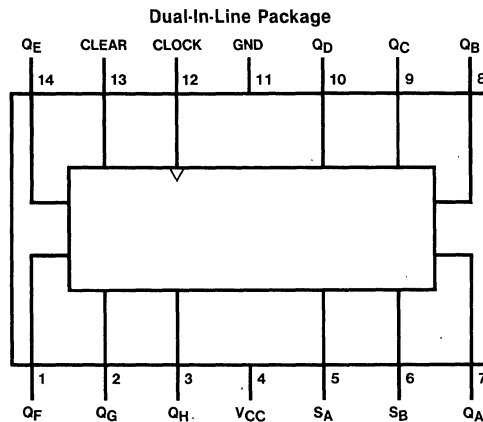 Dual-In-Line Package
QE CLEAR CLOCK GND QD QC QB
14 13 12 11 10 9 8
1 2 3 4 5 6 7
QF QG QH VCC SA SB QA